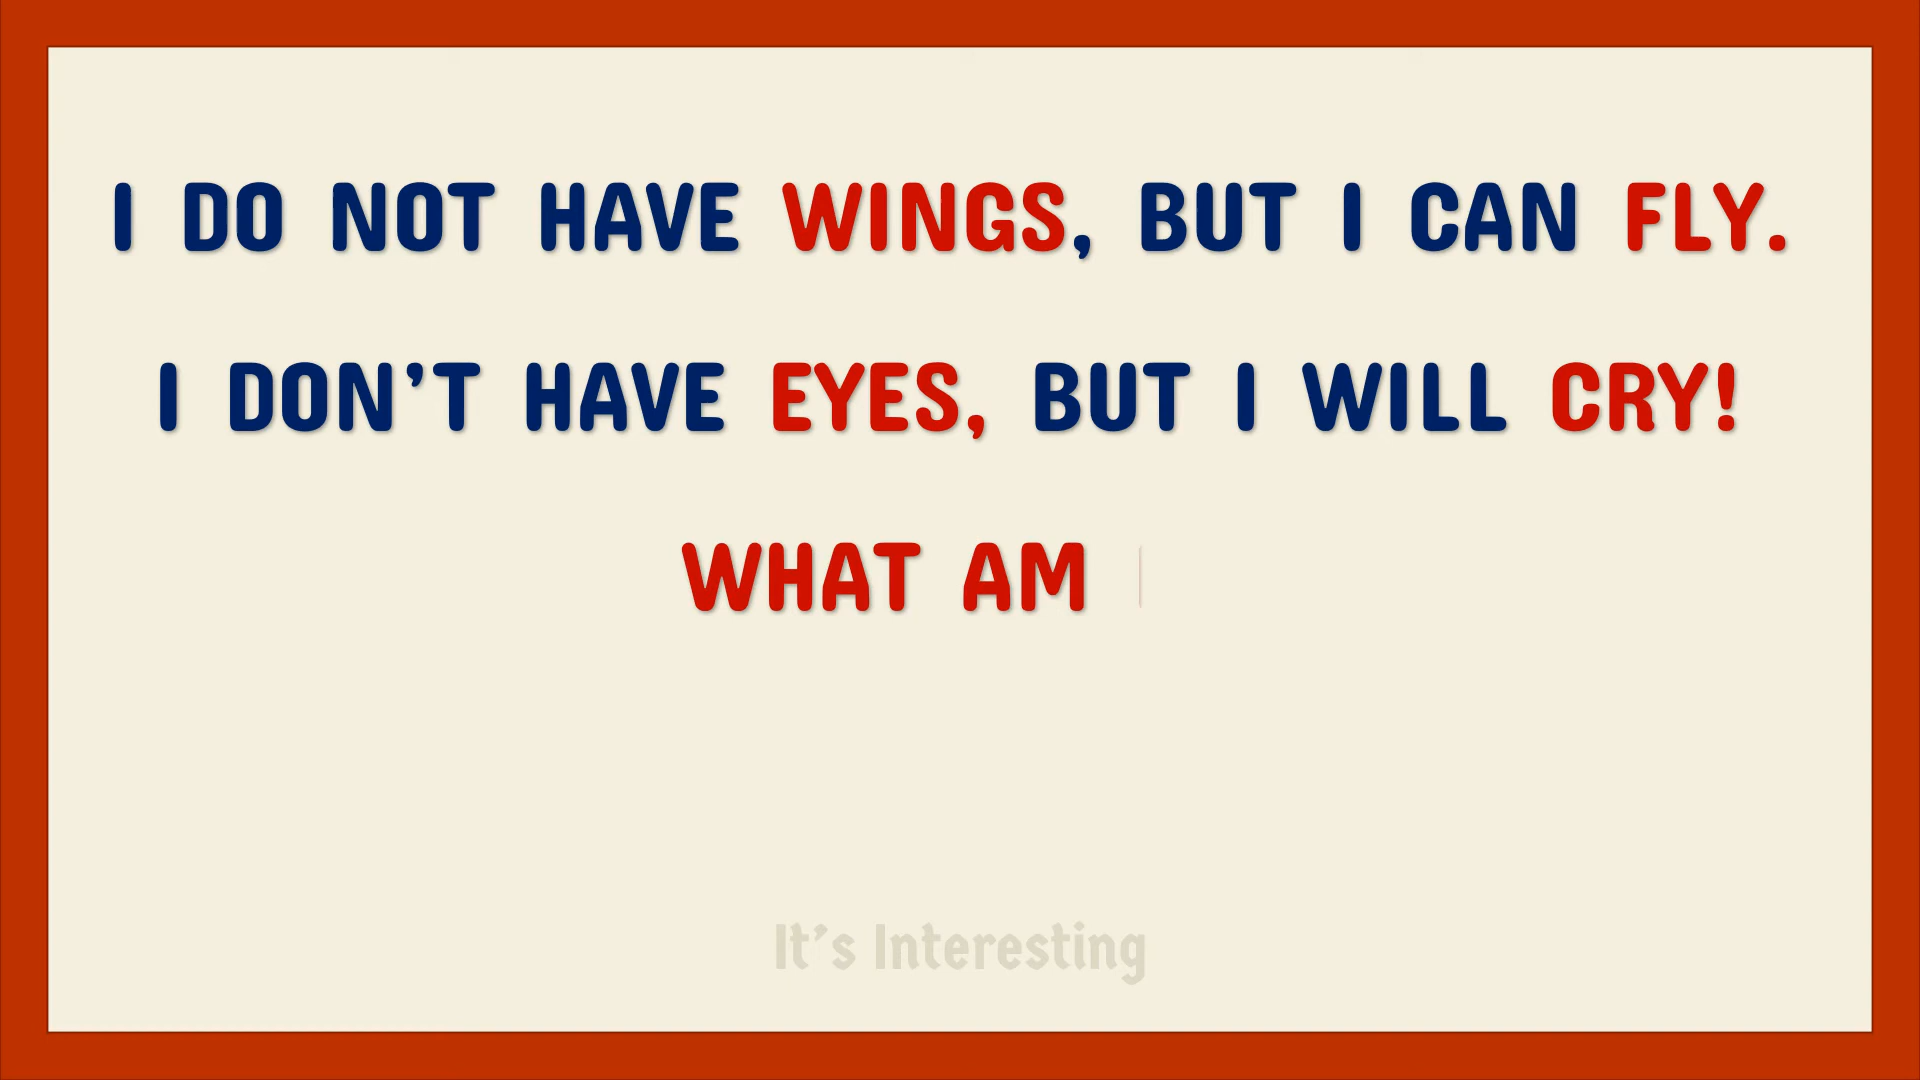 I DO NOT HAVE WINGS, BUT I CAN FLY.
I DON’T HAVE EYES, BUT I WILL CRY!
WHAT AM
It’s Interesting